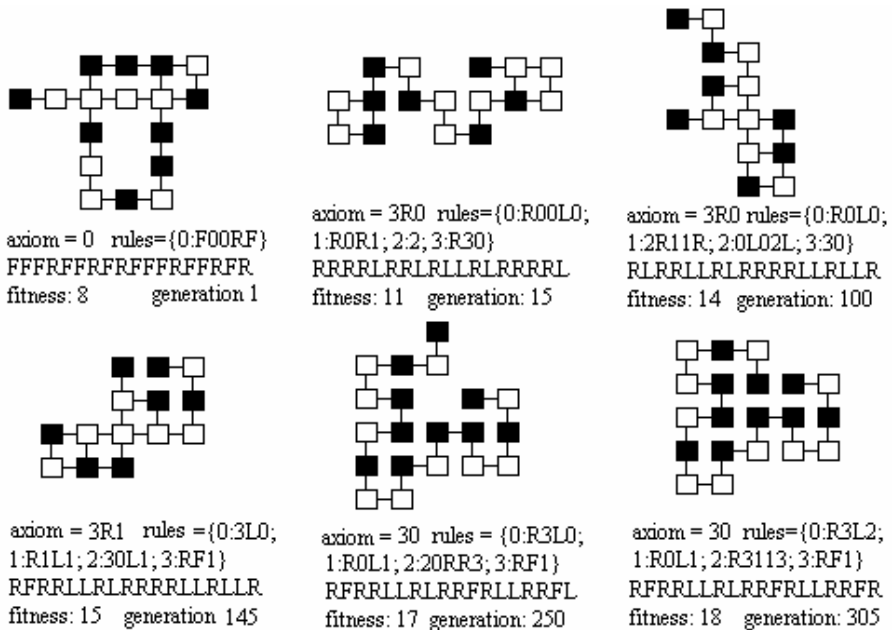 axiom = 0 rules={0:F00RF}
FFFRFFRFRFFFRFFRFR
fitness: 8 generation 1
axiom = 3R0 rules={0:R00L0;
1:R0R1; 2:2; 3:R30}
RRRRLRRLRLLRLRRRRL
fitness: 11 generation: 15
axiom = 3R0 rules={0:R0L0;
1:2R11R; 2:0L02L; 3:30}
RLRRLLRLRRRRLLRLLR
fitness: 14 generation: 100
axiom = 3R1 rules ={0:3L0;
1:R1L1; 2:30L1; 3:RF1}
RFRRLLRLRRRRLLRLLR
fitness: 15 generation 145
axiom = 30 rules = {0:R3L0;
1:R0L1; 2:20RR3; 3:RF1}
RFRRLLRLRRFRLLRRFL
fitness: 17 generation: 250
axiom = 30 rules={0:R3L2;
1:R0L1; 2:R3113; 3:RF1}
RFRRLLRLRRFRLLRRFR
fitness: 18 generation: 305